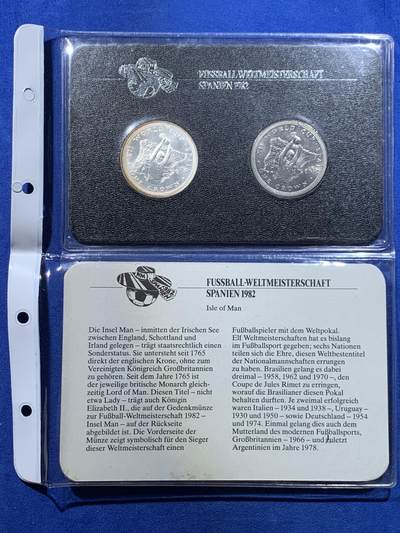 FUSSBALL-WELTMEISTERSCHAFT
SPANIEN 1982
WORLD CUP
CROWN
WORLD CUP
CROWN
FUSSBALL-WELTMEISTERSCHAFT
SPANIEN 1982
Isle of Man
Die Insel Man – inmitten der Irischen See
zwischen England, Schottland und
Irland gelegen – trägt staatsrechtlich einen
Sonderstatus. Sie untersteht seit 1765
direkt der englischen Krone, ohne zum
Vereinigten Königreich Großbritannien
zu gehören. Seit dem Jahre 1765 ist
der jeweilige britische Monarch gleich-
zeitig Lord of Man. Diesen Titel – nicht
etwa Lady – trägt auch Königin
Elizabeth II., die auf der Gedenkmünze
zur Fußball-Weltmeisterschaft 1982 –
Insel Man – auf der Rückseite
abgebildet ist. Die Vorderseite der
Münze zeigt symbolisch für den Sieger
dieser Weltmeisterschaft einen
Fußballspieler mit dem Weltpokal.
Elf Weltmeisterschaften hat es bislang
im Fußballsport gegeben; sechs Nationen
teilen sich die Ehre, diesen Weltbestentitel
der Nationalmannschaften errungen
zu haben. Brasilien gelang es dabei
dreimal – 1958, 1962 und 1970 –, den
Coupe de Jules Rimet zu erringen,
worauf die Brasilianer diesen Pokal
behalten durften. Je zweimal erfolgreich
waren Italien – 1934 und 1938 –, Uruguay –
1930 und 1950 – sowie Deutschland – 1954
und 1974. Einmal gelang dies auch dem
Mutterland des modernen Fußballsports,
Großbritannien – 1966 – und zuletzt
Argentinien im Jahre 1978.